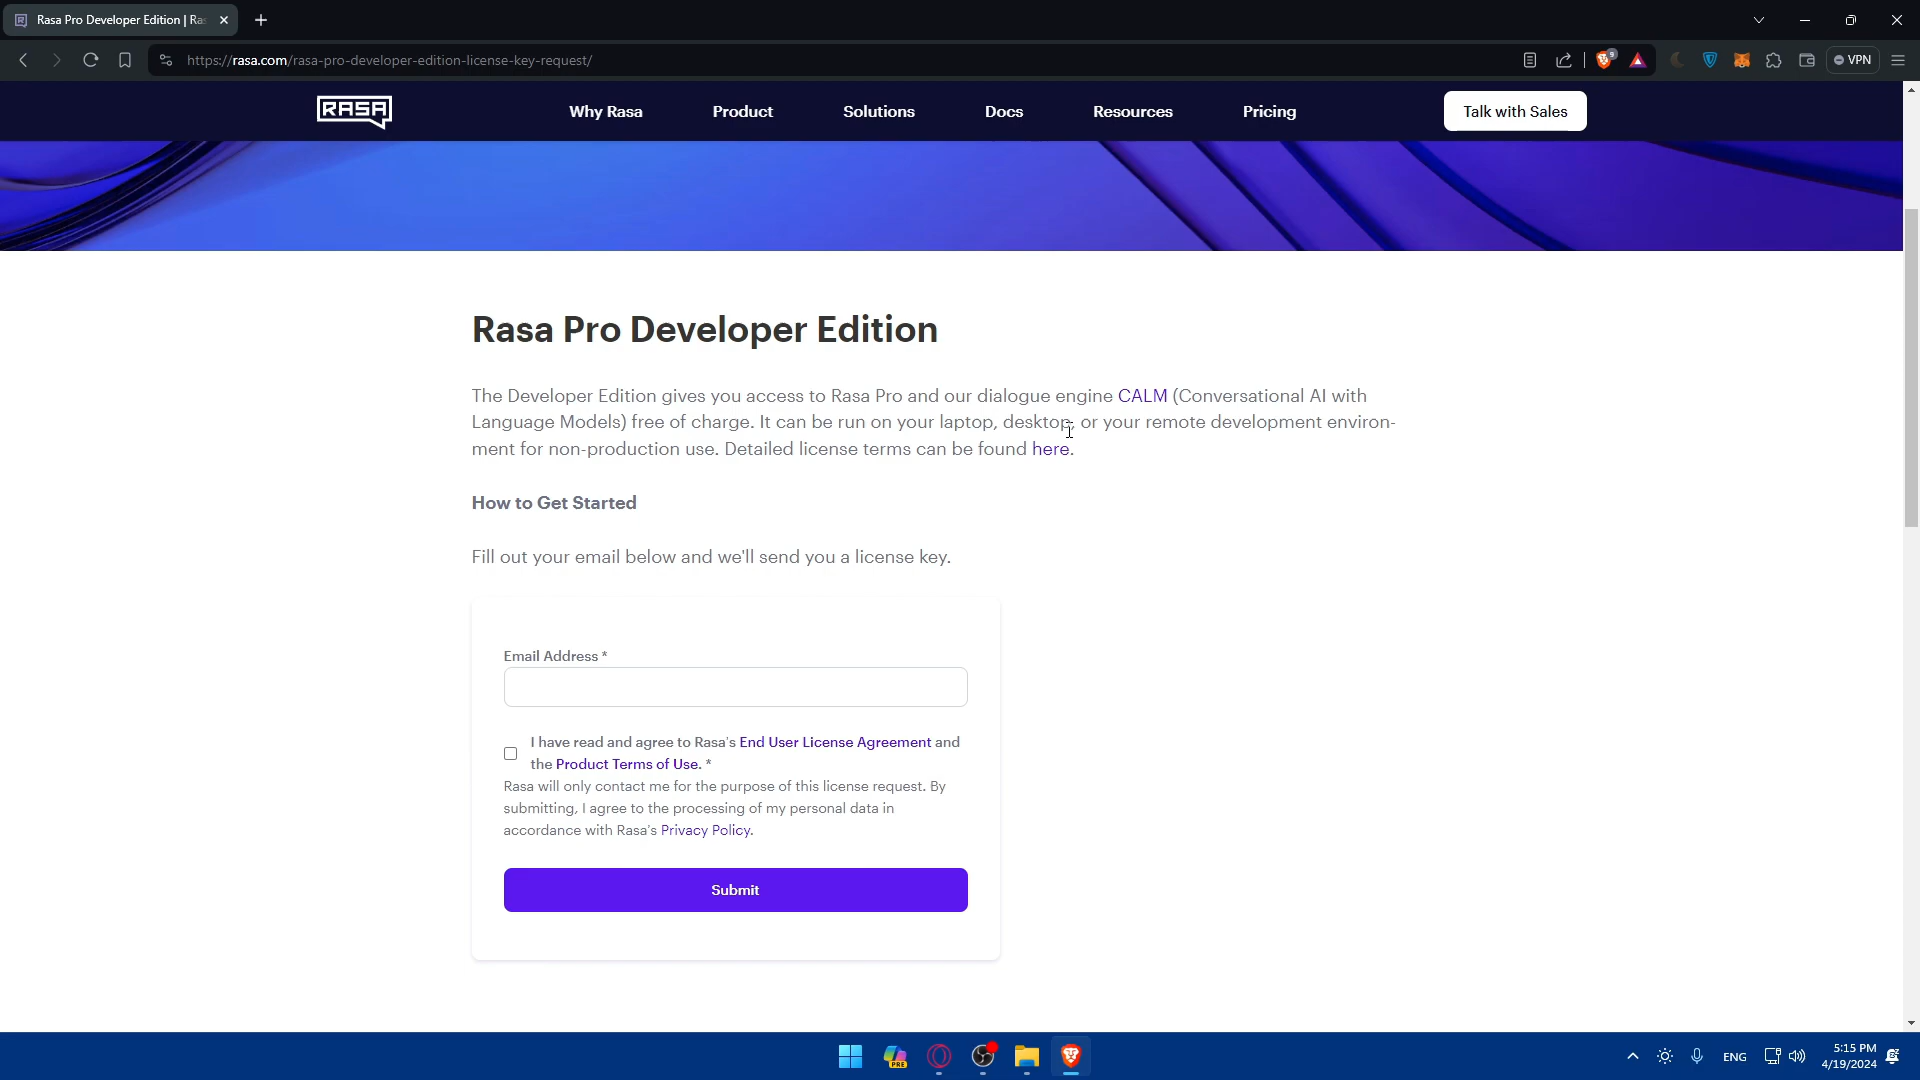 Rasa Pro Developer Edition | Ras
https://rasa.com/rasa-pro-developer-edition-license-key-request/
9
VPN
RASA
Why Rasa
Product
Solutions
Docs
Resources
Pricing
Talk with Sales
Rasa Pro Developer Edition
The Developer Edition gives you access to Rasa Pro and our dialogue engine CALM (Conversational AI with
Language Models) free of charge. It can be run on your laptop, desktop, or your remote development environ-
ment for non-production use. Detailed license terms can be found here.
How to Get Started
Fill out your email below and we'll send you a license key.
Email Address *
I have read and agree to Rasa's End User License Agreement and
the Product Terms of Use. *
Rasa will only contact me for the purpose of this license request. By
submitting, I agree to the processing of my personal data in
accordance with Rasa's Privacy Policy.
Submit
PRE
ENG
5:15 PM
4/19/2024